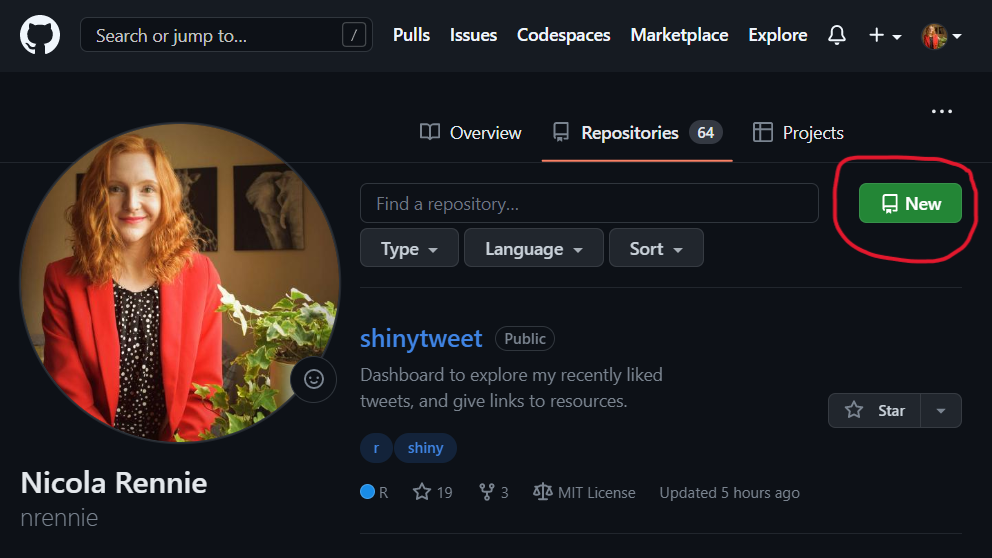 Search or jump to... /
Pulls Issues Codespaces Marketplace Explore
Overview Repositories 64 Projects
Find a repository...
New
Type Language Sort
shinytweet Public
Dashboard to explore my recently liked
tweets, and give links to resources.
Star
r shiny
R 19 3 MIT License Updated 5 hours ago
Nicola Rennie
nrennie